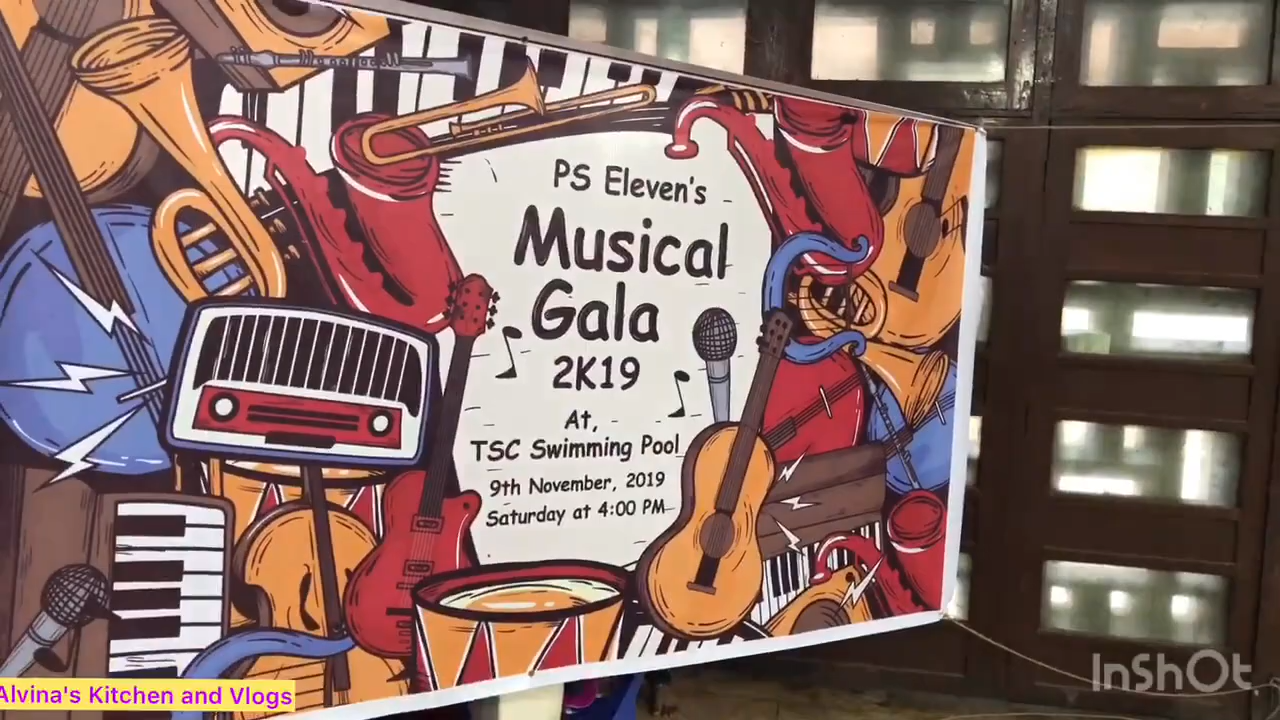 PS Eleven's
Musical
Gala
2K19
At,
TSC Swimming Pool
9th November, 2019
Saturday at 4:00 PM
Alvina's Kitchen and Vlogs
InShOt